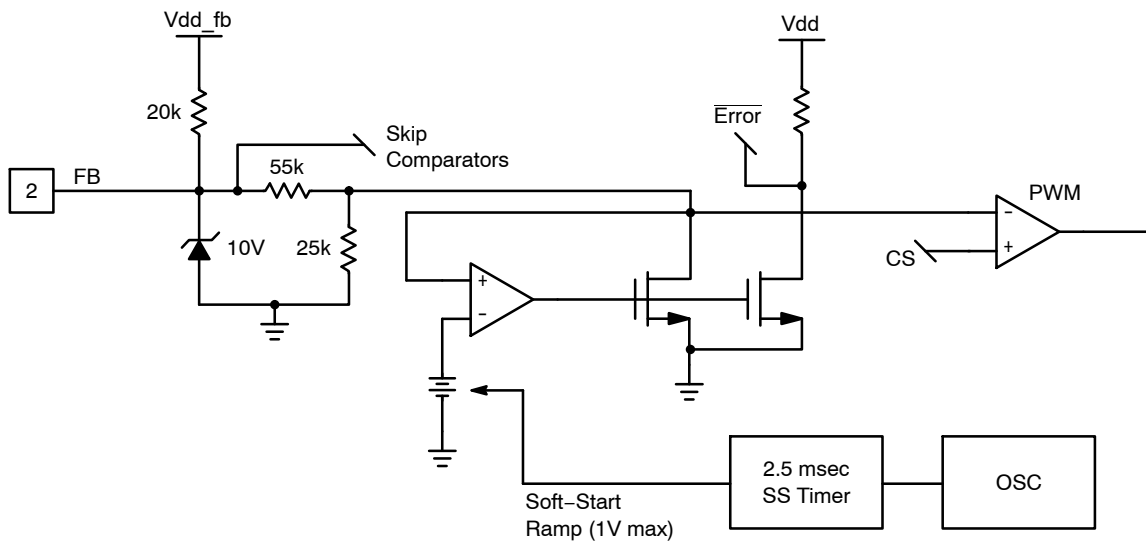 Vdd_fb
Vdd
20k
Error
Skip
Comparators
2
FB
55k
PWM
-
+
CS
10V
25k
+
-
2.5 msec
SS Timer
OSC
Soft-Start
Ramp (1V max)